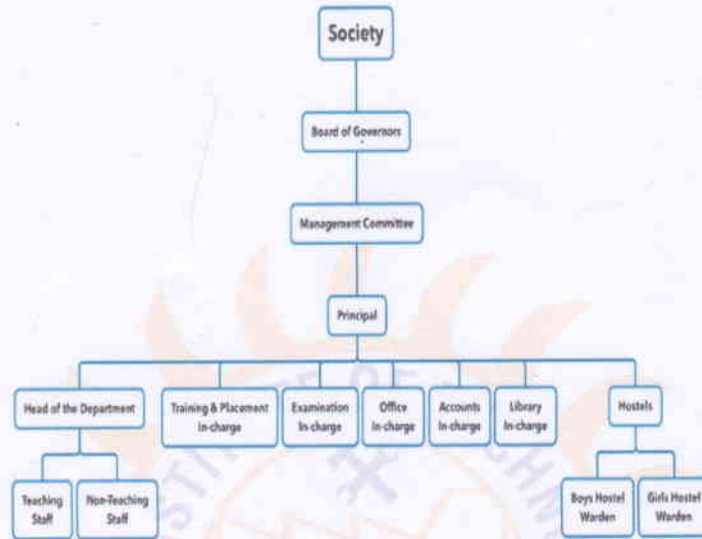 Society
Board of Governors
Management Committee
Principal
Head of the Department
Training & Placement
In-charge
Examination
In-charge
Office
In-charge
Accounts
In-charge
Library
In-charge
Hostels
Teaching
Staff
Non-Teaching
Staff
Boys Hostel
Warden
Girls Hostel
Warden